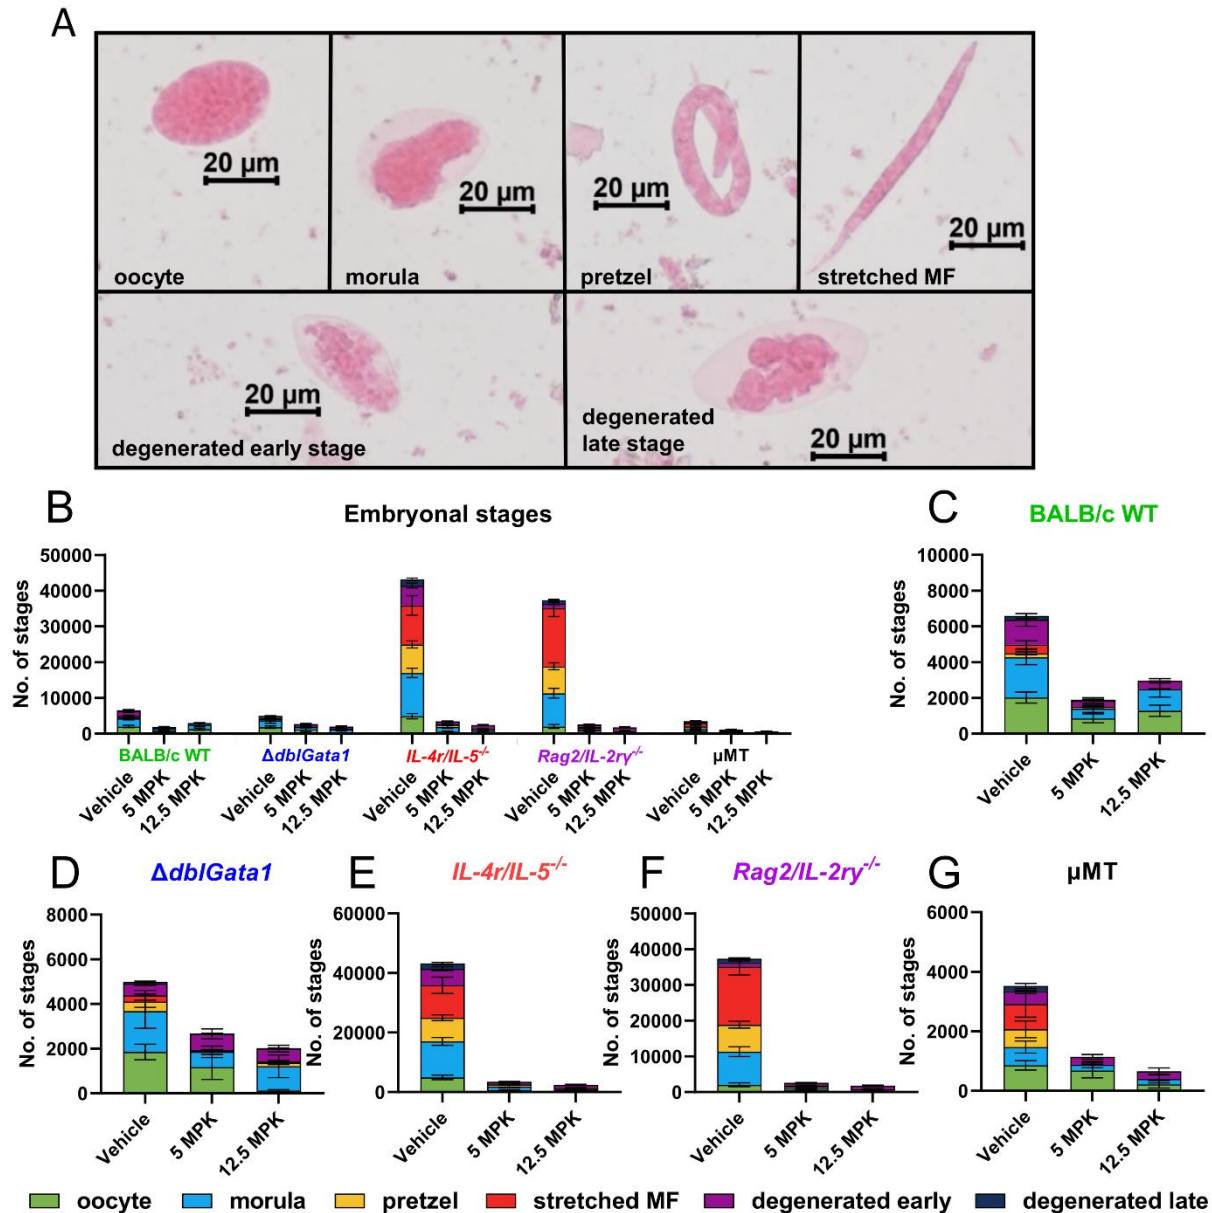 A
20 µm
20 µm
20 µm
20 µm
oocyte
morula
pretzel
stretched MF
20 µm
degenerated early stage
degenerated
late stage
20 µm
B
Embryonal stages
No. of stages
50000
40000
30000
20000
10000
0
BALB/c WT
ΔdblGata1
IL-4r/IL-5-/-
Rag2/IL-2rγ-/-
µMT
Vehicle
5 MPK
12.5 MPK
Vehicle
5 MPK
12.5 MPK
Vehicle
5 MPK
12.5 MPK
Vehicle
5 MPK
12.5 MPK
Vehicle
5 MPK
12.5 MPK
C
BALB/c WT
No. of stages
10000
8000
6000
4000
2000
0
Vehicle
5 MPK
12.5 MPK
D
ΔdblGata1
No. of stages
8000
6000
4000
2000
0
Vehicle
5 MPK
12.5 MPK
E
IL-4r/IL-5-/-
No. of stages
60000
40000
20000
0
Vehicle
5 MPK
12.5 MPK
F
Rag2/IL-2ry-/-
No. of stages
50000
40000
30000
20000
10000
0
Vehicle
5 MPK
12.5 MPK
G
µMT
No. of stages
6000
4000
2000
0
Vehicle
5 MPK
12.5 MPK
oocyte
morula
pretzel
stretched MF
degenerated early
degenerated late